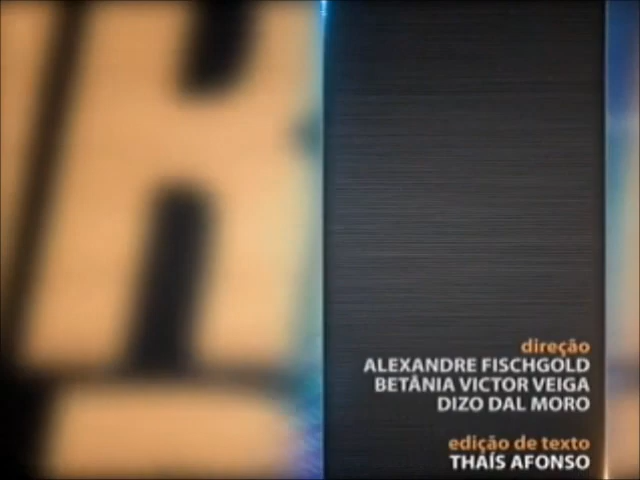 direção
ALEXANDRE FISCHGOLD
BETÂNIA VICTOR VEIGA
DIZO DAL MORO
edição de texto
THAÍS AFONSO